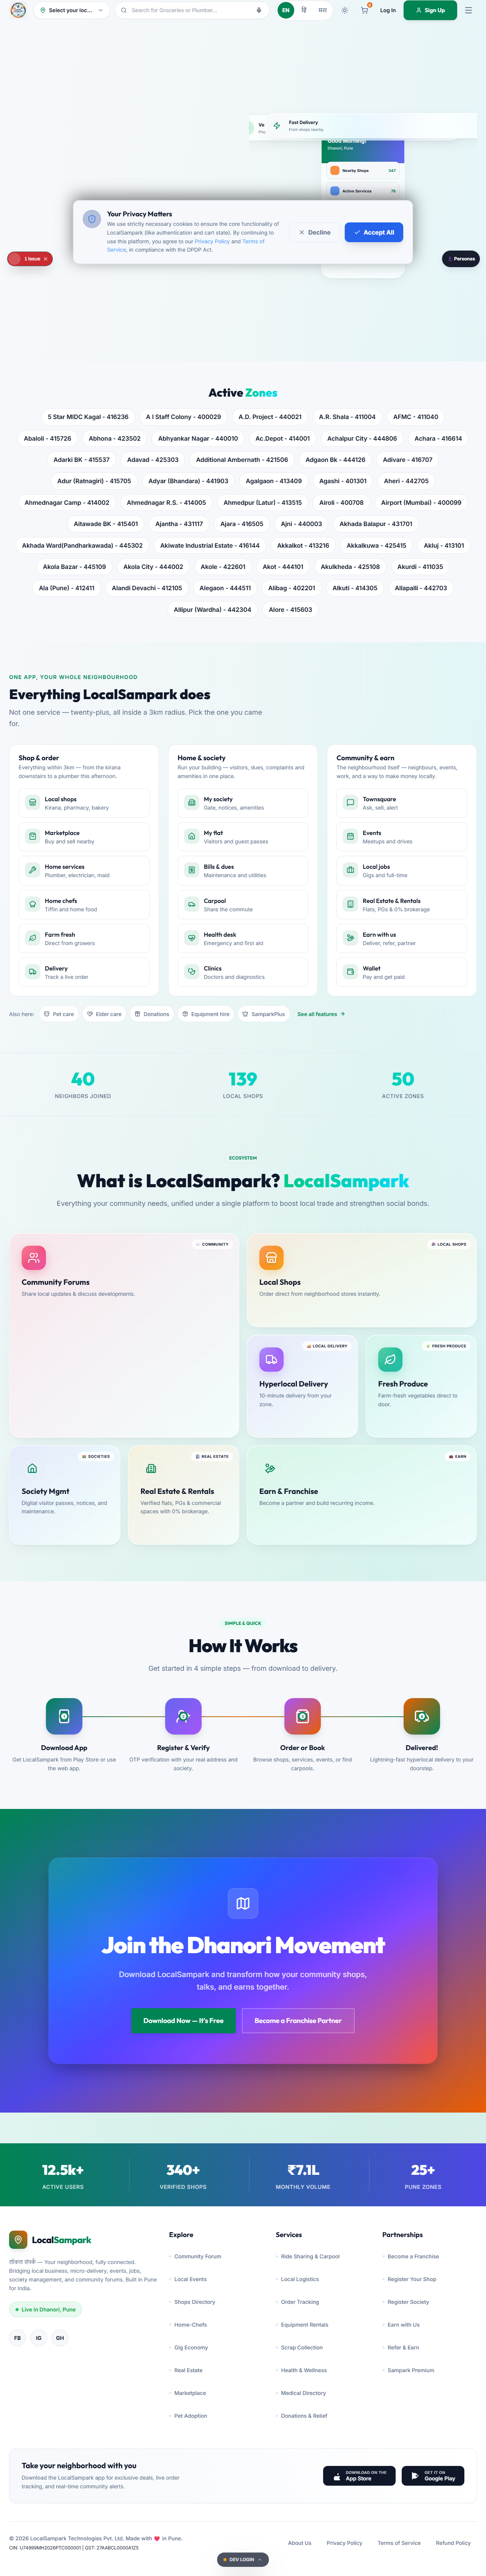 Select your loc...
Search for Groceries or Plumber...
EN
हिं
मरा
Log In
Sign Up
Fast Delivery
From shops nearby
Good Morning!
Dhanori, Pune
Nearby Shops 347
Active Services 78
Your Privacy Matters
We use strictly necessary cookies to ensure the core functionality of
LocalSampark (like authentication and cart state). By continuing to
use this platform, you agree to our Privacy Policy and Terms of
Service, in compliance with the DPDP Act.
Decline
Accept All
1 Issue
Personas
Active Zones
5 Star MIDC Kagal - 416236
A I Staff Colony - 400029
A.D. Project - 440021
A.R. Shala - 411004
AFMC - 411040
Abaloli - 415726
Abhona - 423502
Abhyankar Nagar - 440010
Ac.Depot - 414001
Achalpur City - 444806
Achara - 416614
Adarki BK - 415537
Adavad - 425303
Additional Ambernath - 421506
Adgaon Bk - 444126
Adivare - 416707
Adur (Ratnagiri) - 415705
Adyar (Bhandara) - 441903
Agalgaon - 413409
Agashi - 401301
Aheri - 442705
Ahmednagar Camp - 414002
Ahmednagar R.S. - 414005
Ahmedpur (Latur) - 413515
Airoli - 400708
Airport (Mumbai) - 400099
Aitawade BK - 415401
Ajantha - 431117
Ajara - 416505
Ajni - 440003
Akhada Balapur - 431701
Akhada Ward(Pandharkawada) - 445302
Akiwate Industrial Estate - 416144
Akkalkot - 413216
Akkalkuwa - 425415
Akluj - 413101
Akola Bazar - 445109
Akola City - 444002
Akole - 422601
Akot - 444101
Akulkheda - 425108
Akurdi - 411035
Ala (Pune) - 412411
Alandi Devachi - 412105
Alegaon - 444511
Alibag - 402201
Alkuti - 414305
Allapalli - 442703
Allipur (Wardha) - 442304
Alore - 415603
ONE APP, YOUR WHOLE NEIGHBOURHOOD
Everything LocalSampark does
Not one service — twenty-plus, all inside a 3km radius. Pick the one you came
for.
Shop & order
Everything within 3km — from the kirana
downstairs to a plumber this afternoon.
Local shops
Kirana, pharmacy, bakery
Marketplace
Buy and sell nearby
Home services
Plumber, electrician, maid
Home chefs
Tiffin and home food
Farm fresh
Direct from growers
Delivery
Track a live order
Home & society
Run your building — visitors, dues, complaints and
amenities in one place.
My society
Gate, notices, amenities
My flat
Visitors and guest passes
Bills & dues
Maintenance and utilities
Carpool
Share the commute
Health desk
Emergency and first aid
Clinics
Doctors and diagnostics
Community & earn
The neighbourhood itself — neighbours, events,
work, and a way to make money locally.
Townsquare
Ask, sell, alert
Events
Meetups and drives
Local jobs
Gigs and full-time
Real Estate & Rentals
Flats, PGs & 0% brokerage
Earn with us
Deliver, refer, partner
Wallet
Pay and get paid
Also here:
Pet care
Elder care
Donations
Equipment hire
SamparkPlus
See all features
40
NEIGHBORS JOINED
139
LOCAL SHOPS
50
ACTIVE ZONES
ECOSYSTEM
What is LocalSampark? LocalSampark
Everything your community needs, unified under a single platform to boost local trade and strengthen social bonds.
COMMUNITY
Community Forums
Share local updates & discuss developments.
LOCAL SHOPS
Local Shops
Order direct from neighborhood stores instantly.
LOCAL DELIVERY
Hyperlocal Delivery
10-minute delivery from your
zone.
FRESH PRODUCE
Fresh Produce
Farm-fresh vegetables direct to
door.
SOCIETIES
Society Mgmt
Digital visitor passes, notices, and
maintenance.
REAL ESTATE
Real Estate & Rentals
Verified flats, PGs & commercial
spaces with 0% brokerage.
EARN
Earn & Franchise
Become a partner and build recurring income.
SIMPLE & QUICK
How It Works
Get started in 4 simple steps — from download to delivery.
Download App
Get LocalSampark from Play Store or use
the web app.
Register & Verify
OTP verification with your real address and
society.
Order or Book
Browse shops, services, events, or find
carpools.
Delivered!
Lightning-fast hyperlocal delivery to your
doorstep.
Join the Dhanori Movement
Download LocalSampark and transform how your community shops,
talks, and earns together.
Download Now — It's Free
Become a Franchise Partner
12.5k+
ACTIVE USERS
340+
VERIFIED SHOPS
₹7.1L
MONTHLY VOLUME
25+
PUNE ZONES
LocalSampark
लोकल संपर्क — Your neighborhood, fully connected.
Bridging local business, micro-delivery, events, jobs,
society management, and community forums. Built in Pune
for India.
Live in Dhanori, Pune
FB
IG
GH
Explore
Community Forum
Local Events
Shops Directory
Home-Chefs
Gig Economy
Real Estate
Marketplace
Pet Adoption
Services
Ride Sharing & Carpool
Local Logistics
Order Tracking
Equipment Rentals
Scrap Collection
Health & Wellness
Medical Directory
Donations & Relief
Partnerships
Become a Franchise
Register Your Shop
Register Society
Earn with Us
Refer & Earn
Sampark Premium
Take your neighborhood with you
Download the LocalSampark app for exclusive deals, live order
tracking, and real-time community alerts.
DOWNLOAD ON THE
App Store
GET IT ON
Google Play
© 2026 LocalSampark Technologies Pvt. Ltd. Made with ❤️ in Pune.
CIN: U74999MH2026PTC000001 | GST: 27AABCL0000A1Z5
About Us
Privacy Policy
Terms of Service
Refund Policy
DEV LOGIN